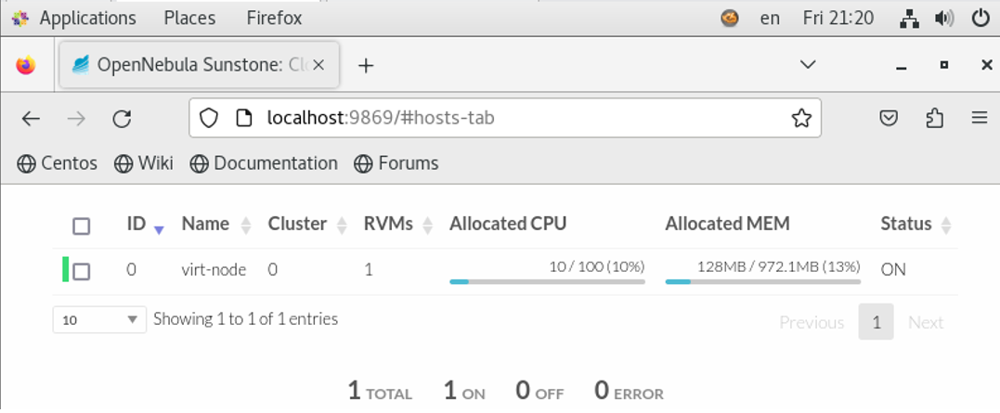 Applications Places Firefox en Fri 21:20
OpenNebula Sunstone: Clo
localhost:9869/#hosts-tab
Centos Wiki Documentation Forums
ID Name Cluster RVMs Allocated CPU Allocated MEM Status
0 virt-node 0 1 10 / 100 (10%) 128MB / 972.1MB (13%) ON
10 Showing 1 to 1 of 1 entries Previous 1 Next
1 TOTAL 1 ON 0 OFF 0 ERROR